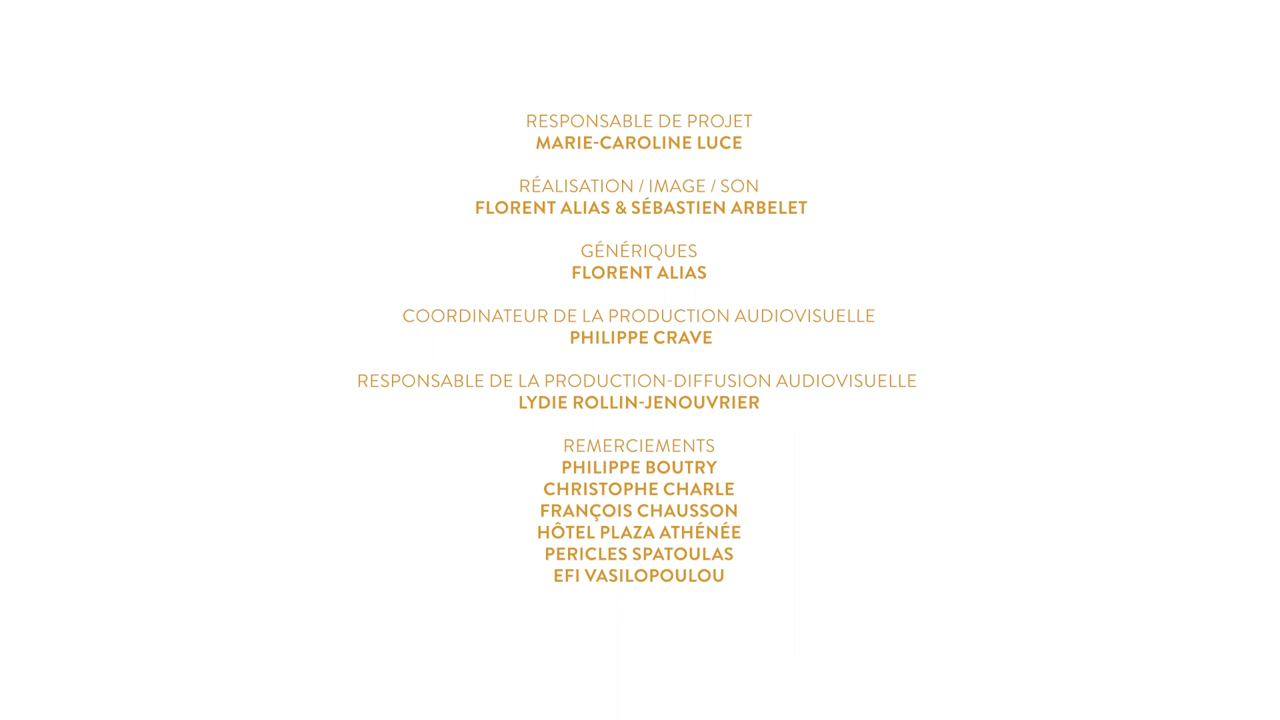 RESPONSABLE DE PROJET
MARIE-CAROLINE LUCE
RÉALISATION / IMAGE / SON
FLORENT ALIAS & SÉBASTIEN ARBELET
GÉNÉRIQUES
FLORENT ALIAS
COORDINATEUR DE LA PRODUCTION AUDIOVISUELLE
PHILIPPE CRAVE
RESPONSABLE DE LA PRODUCTION-DIFFUSION AUDIOVISUELLE
LYDIE ROLLIN-JENOUVRIER
REMERCIEMENTS
PHILIPPE BOUTRY
CHRISTOPHE CHARLE
FRANÇOIS CHAUSSON
HÔTEL PLAZA ATHÉNÉE
PERICLES SPATOULAS
EFI VASILOPOULOU